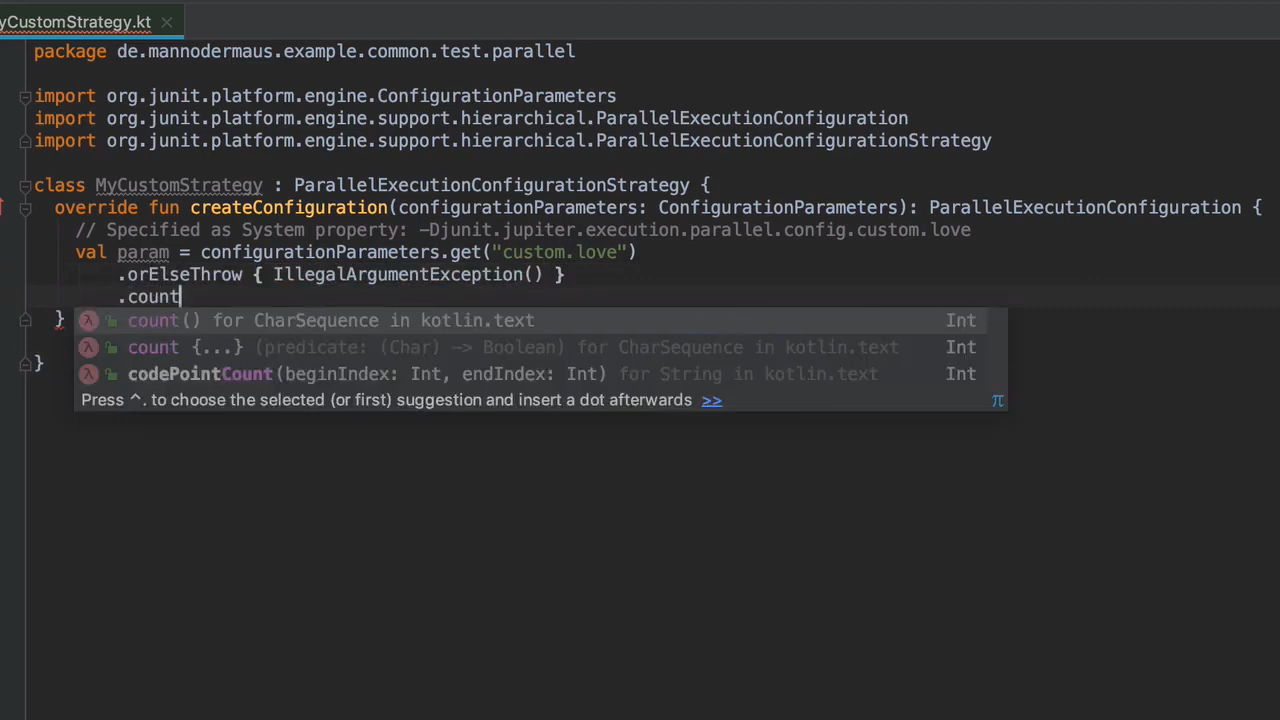 yCustomStrategy.kt
package de.mannodermaus.example.common.test.parallel
import org.junit.platform.engine.ConfigurationParameters
import org.junit.platform.engine.support.hierarchical.ParallelExecutionConfiguration
import org.junit.platform.engine.support.hierarchical.ParallelExecutionConfigurationStrategy
class MyCustomStrategy : ParallelExecutionConfigurationStrategy {
override fun createConfiguration(configurationParameters: ConfigurationParameters): ParallelExecutionConfiguration {
// Specified as System property: -Djunit.jupiter.execution.parallel.config.custom.love
val param = configurationParameters.get("custom.love")
.orElseThrow { IllegalArgumentException() }
.count
}
count() for CharSequence in kotlin.text Int
count {...} (predicate: (Char) -> Boolean) for CharSequence in kotlin.text Int
codePointCount(beginIndex: Int, endIndex: Int) for String in kotlin.text Int
Press ^. to choose the selected (or first) suggestion and insert a dot afterwards >> π
}